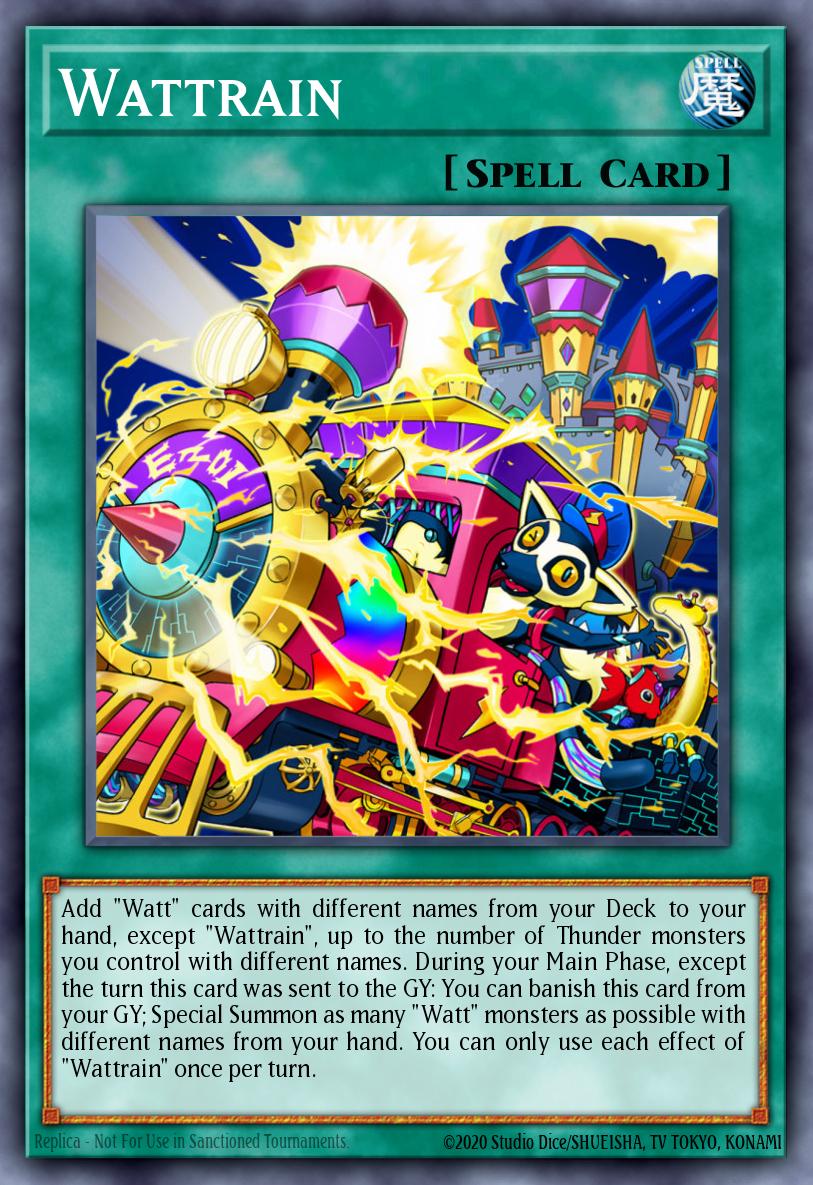 Wattrain
SPELL
魔
[ Spell Card ]
Add "Watt" cards with different names from your Deck to your
hand, except "Wattrain", up to the number of Thunder monsters
you control with different names. During your Main Phase, except
the turn this card was sent to the GY: You can banish this card from
your GY; Special Summon as many "Watt" monsters as possible with
different names from your hand. You can only use each effect of
"Wattrain" once per turn.
Replica - Not For Use in Sanctioned Tournaments.
©2020 Studio Dice/SHUEISHA, TV TOKYO, KONAMI